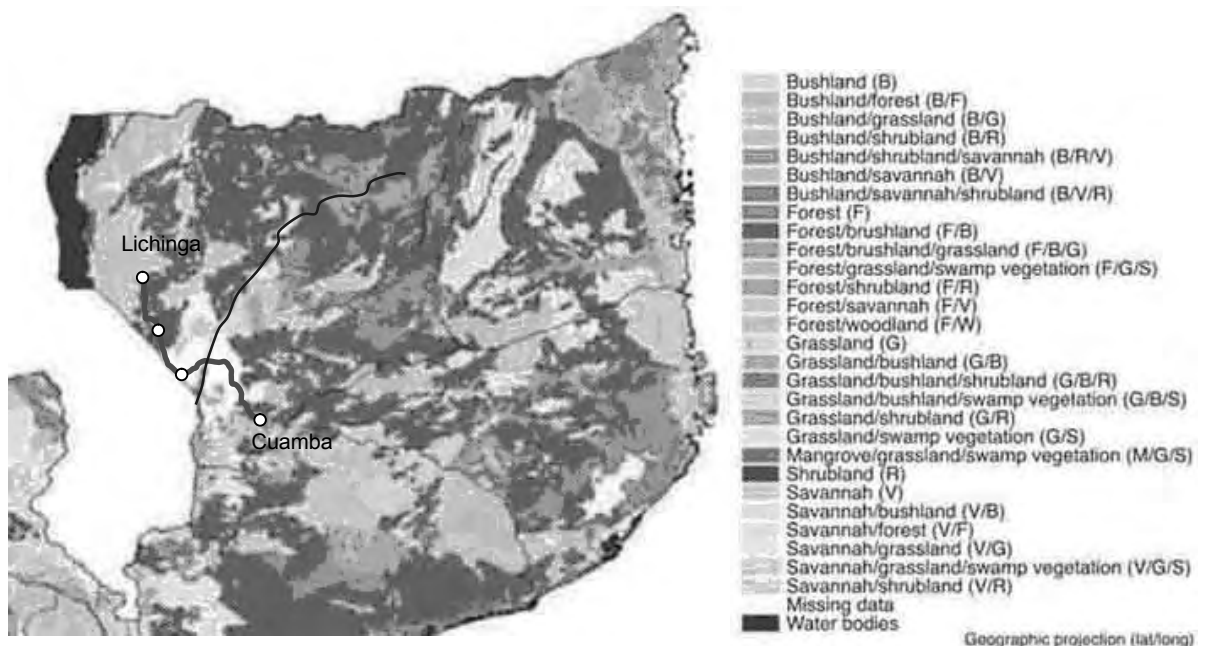 Lichinga
Cuamba
Bushland (B)
Bushland/forest (B/F)
Bushland/grassland (B/G)
Bushland/shrubland (B/R)
Bushland/shrubland/savannah (B/R/V)
Bushland/savannah (B/V)
Bushland/savannah/shrubland (B/V/R)
Forest (F)
Forest/brushland (F/B)
Forest/brushland/grassland (F/B/G)
Forest/grassland/swamp vegetation (F/G/S)
Forest/shrubland (F/R)
Forest/savannah (F/V)
Forest/woodland (F/W)
Grassland (G)
Grassland/bushland (G/B)
Grassland/bushland/shrubland (G/B/R)
Grassland/bushland/swamp vegetation (G/B/S)
Grassland/shrubland (G/R)
Grassland/swamp vegetation (G/S)
Mangrove/grassland/swamp vegetation (M/G/S)
Shrubland (R)
Savannah (V)
Savannah/bushland (V/B)
Savannah/forest (V/F)
Savannah/grassland (V/G)
Savannah/grassland/swamp vegetation (V/G/S)
Savannah/shrubland (V/R)
Missing data
Water bodies
Geographic projection (lat/long)